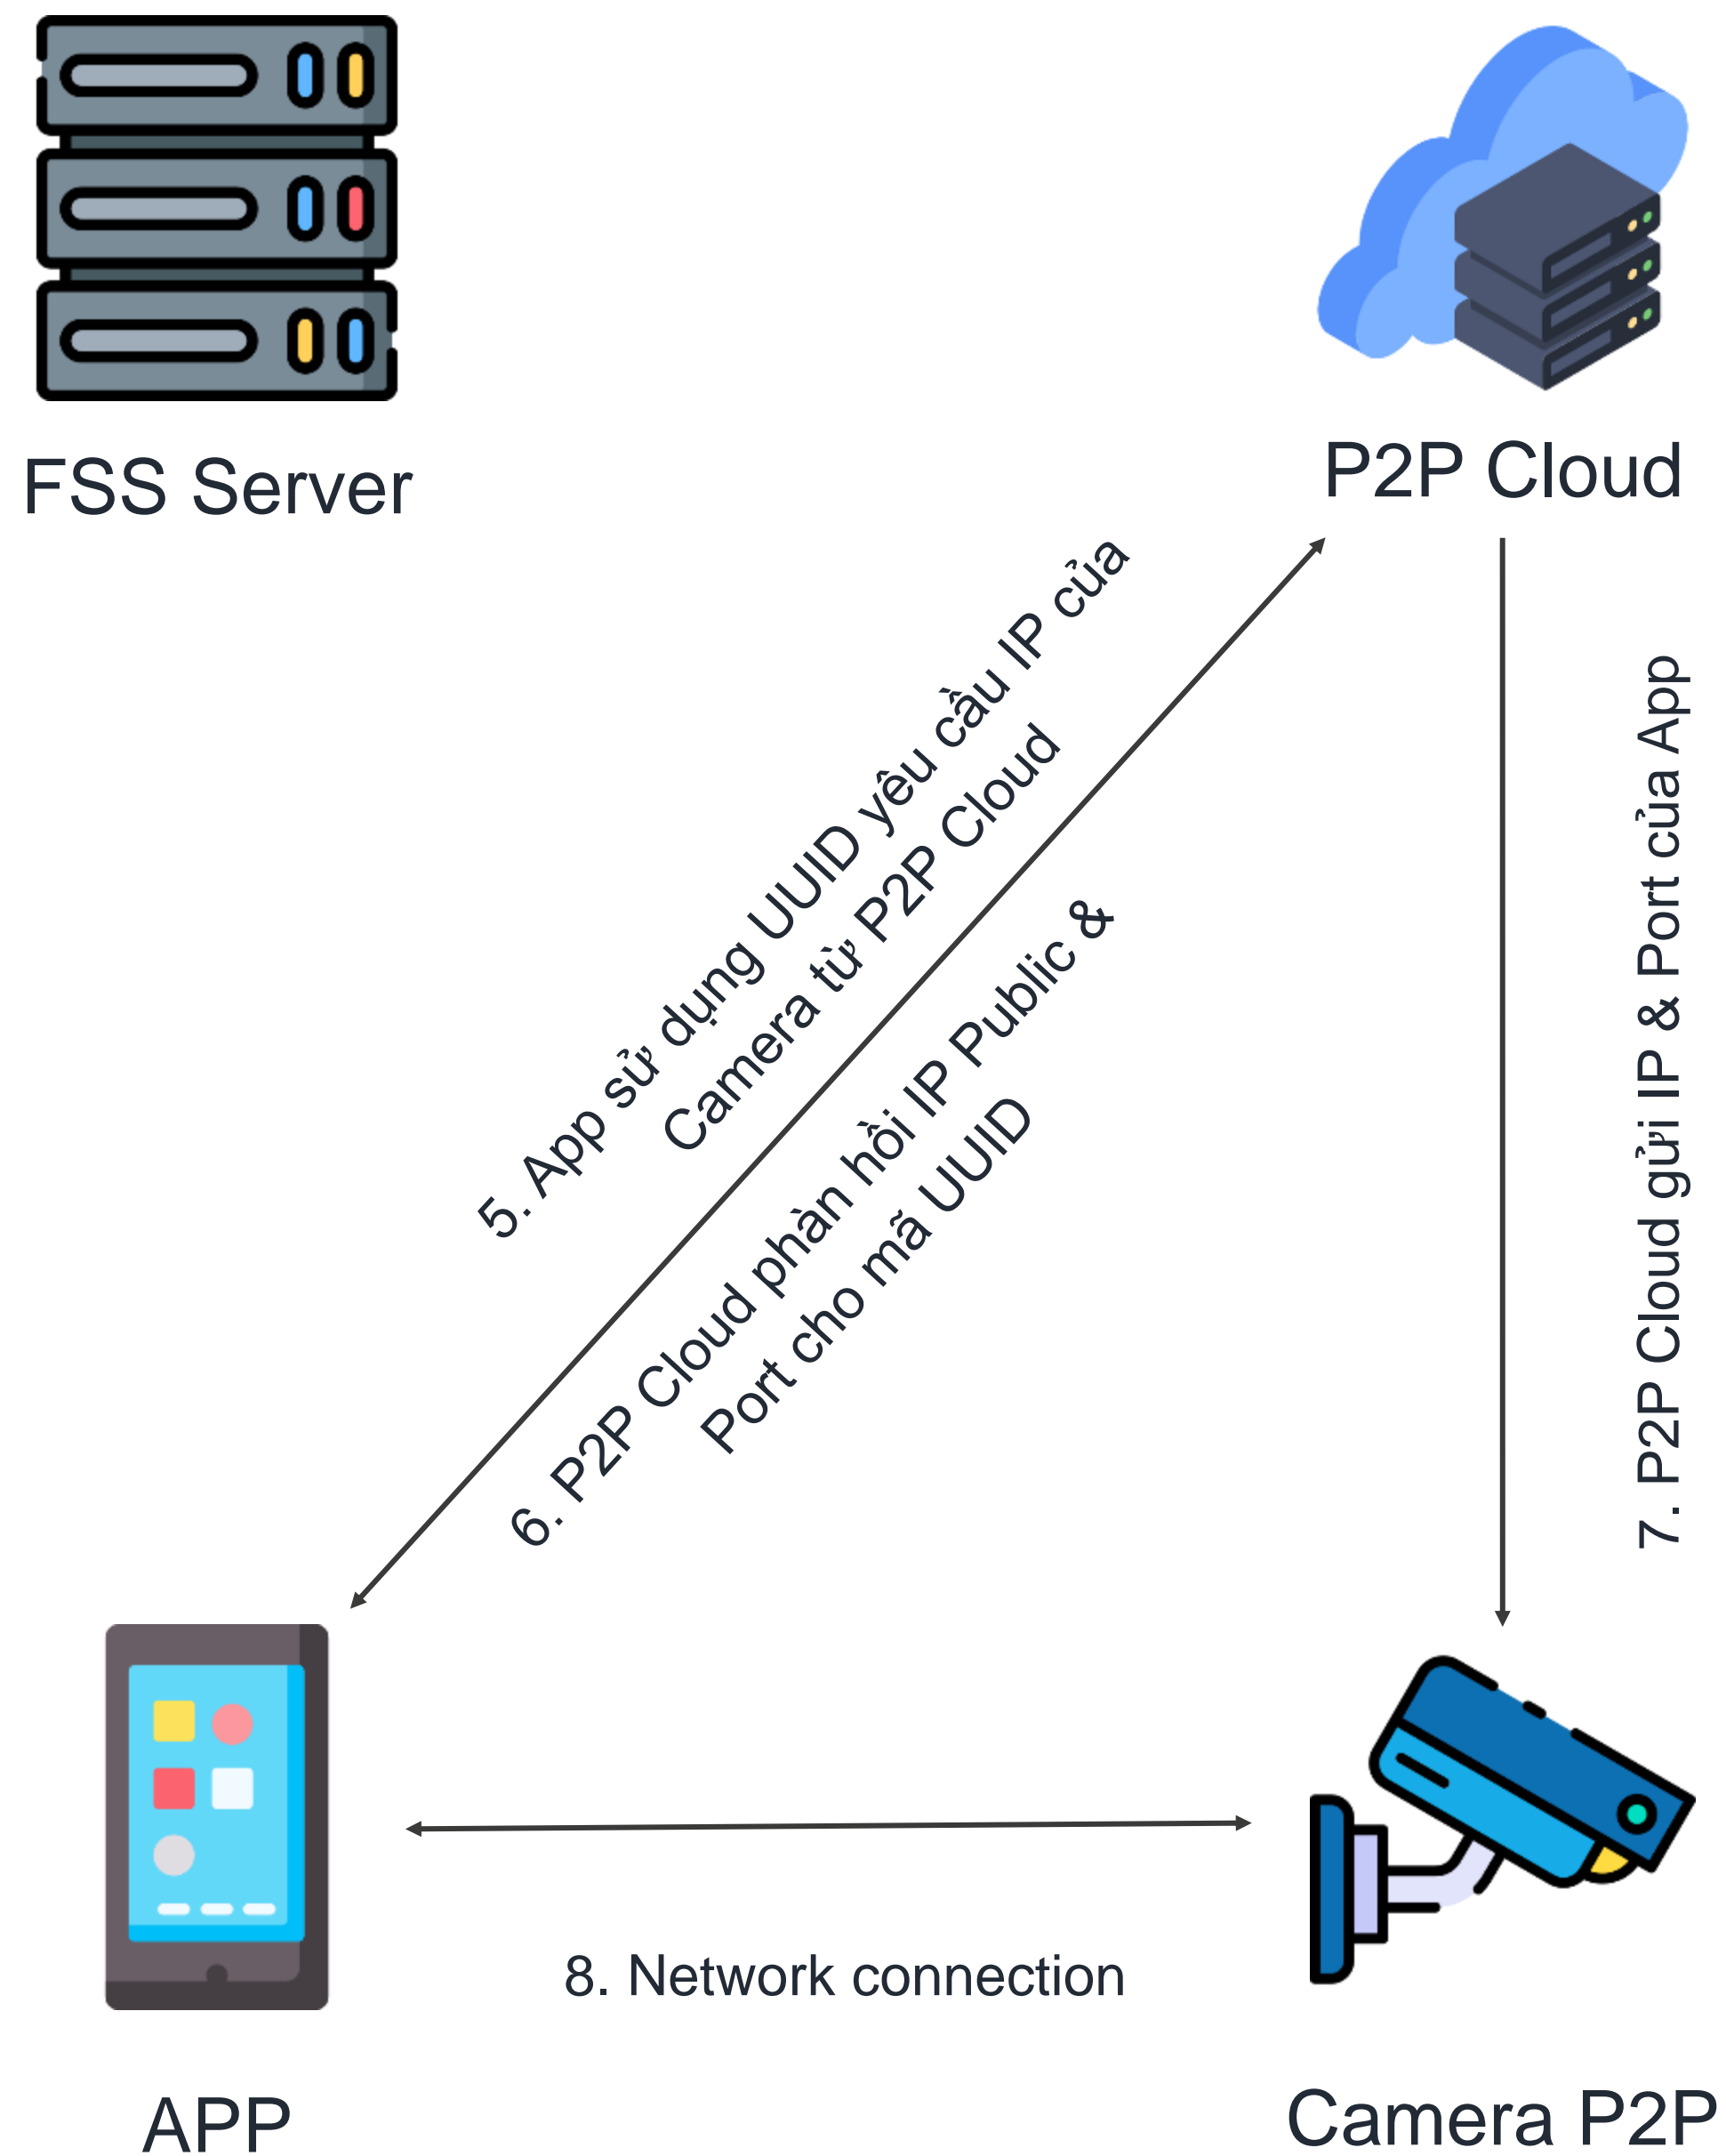 FSS Server
P2P Cloud
5. App sử dụng UUID yêu cầu IP của
Camera từ P2P Cloud
6. P2P Cloud phàn hồi IP Public &
Port cho mã UUID
7. P2P Cloud gửi IP & Port của App
8. Network connection
APP
Camera P2P